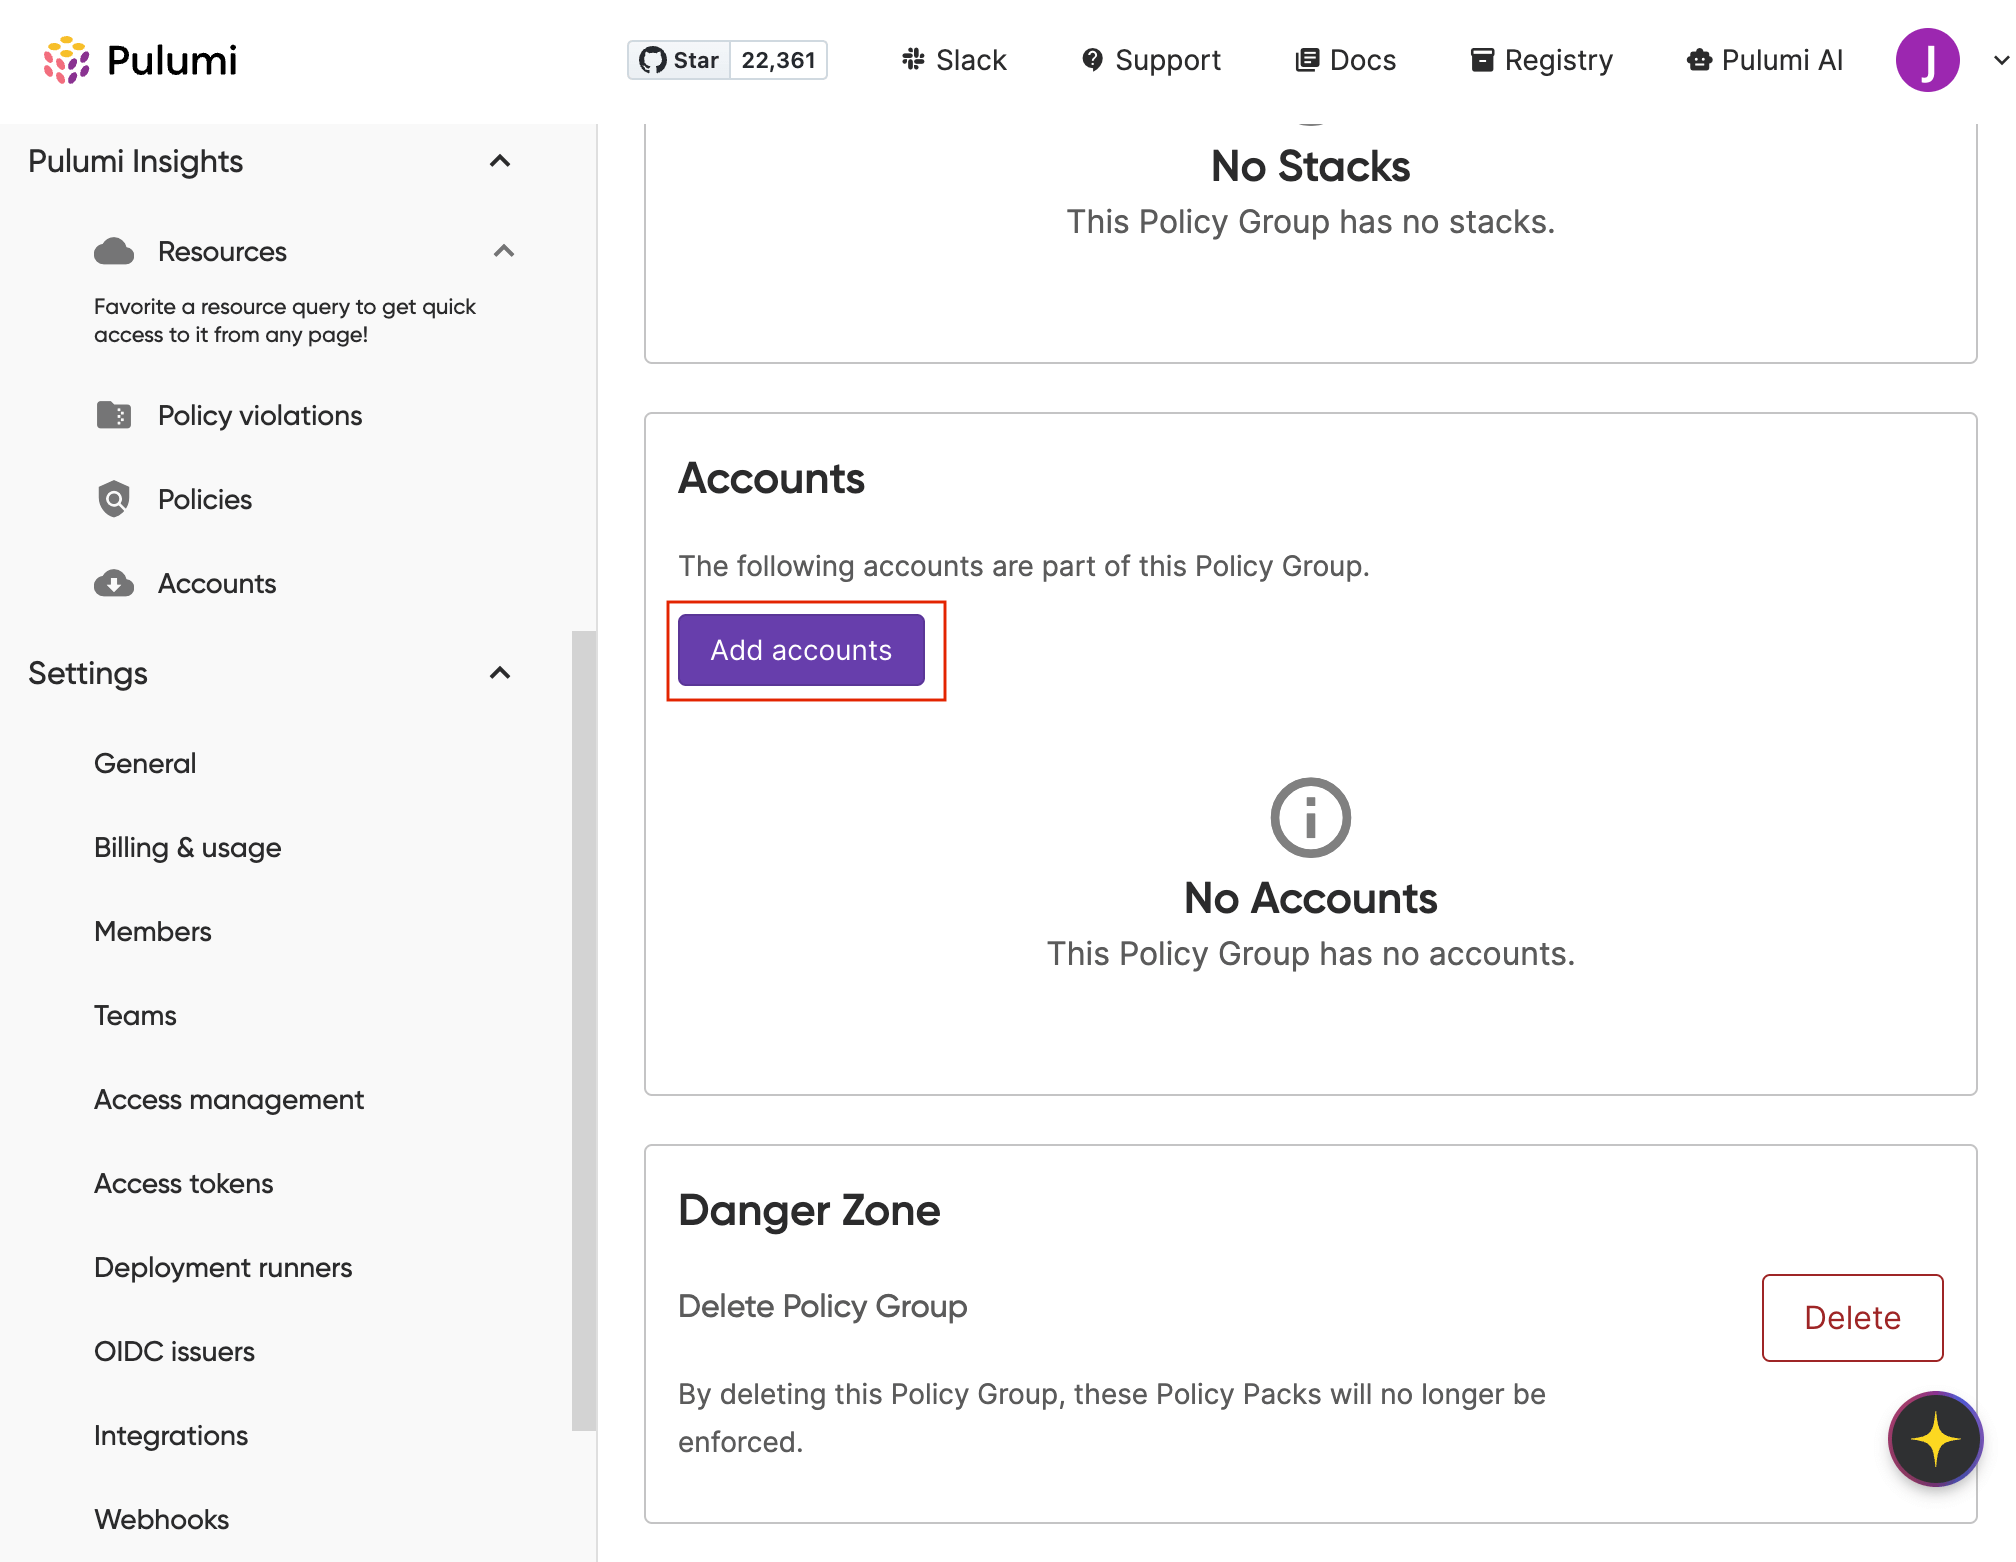 Pulumi
Star 22,361
Slack
Support
Docs
Registry
Pulumi AI
J
Pulumi Insights
Resources
Favorite a resource query to get quick
access to it from any page!
Policy violations
Policies
Accounts
Settings
General
Billing & usage
Members
Teams
Access management
Access tokens
Deployment runners
OIDC issuers
Integrations
Webhooks
No Stacks
This Policy Group has no stacks.
Accounts
The following accounts are part of this Policy Group.
Add accounts
No Accounts
This Policy Group has no accounts.
Danger Zone
Delete Policy Group
Delete
By deleting this Policy Group, these Policy Packs will no longer be
enforced.